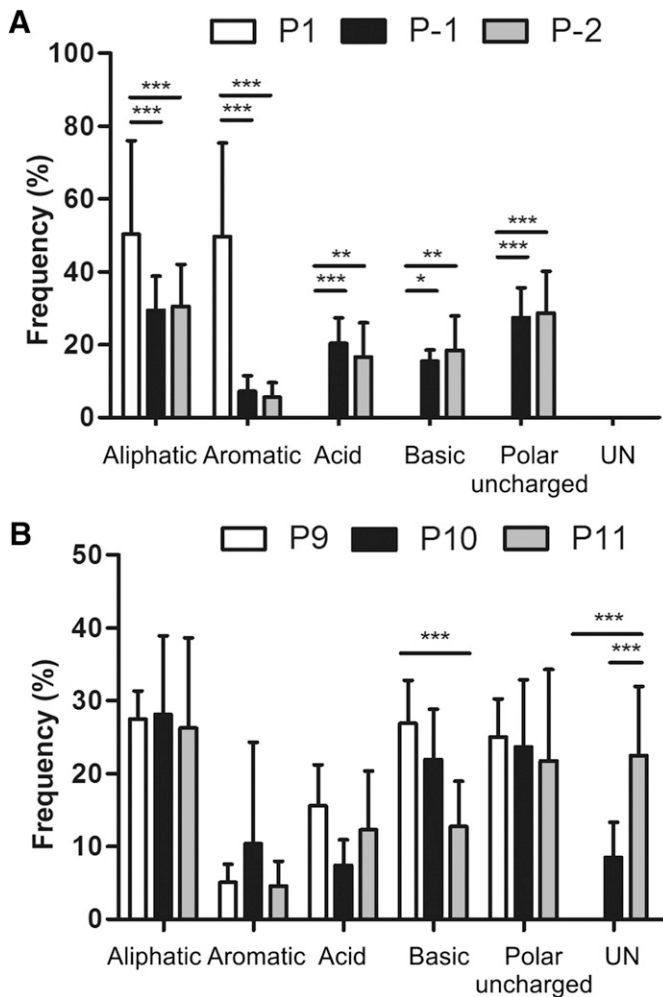 A
P1 P-1 P-2
Frequency (%)
100
80
60
40
20
0
*** *** ** ** ***
*** *** *** * ***
Aliphatic Aromatic Acid Basic Polar uncharged UN
B
P9 P10 P11
Frequency (%)
50
40
30
20
10
0
*** ***
***
Aliphatic Aromatic Acid Basic Polar uncharged UN